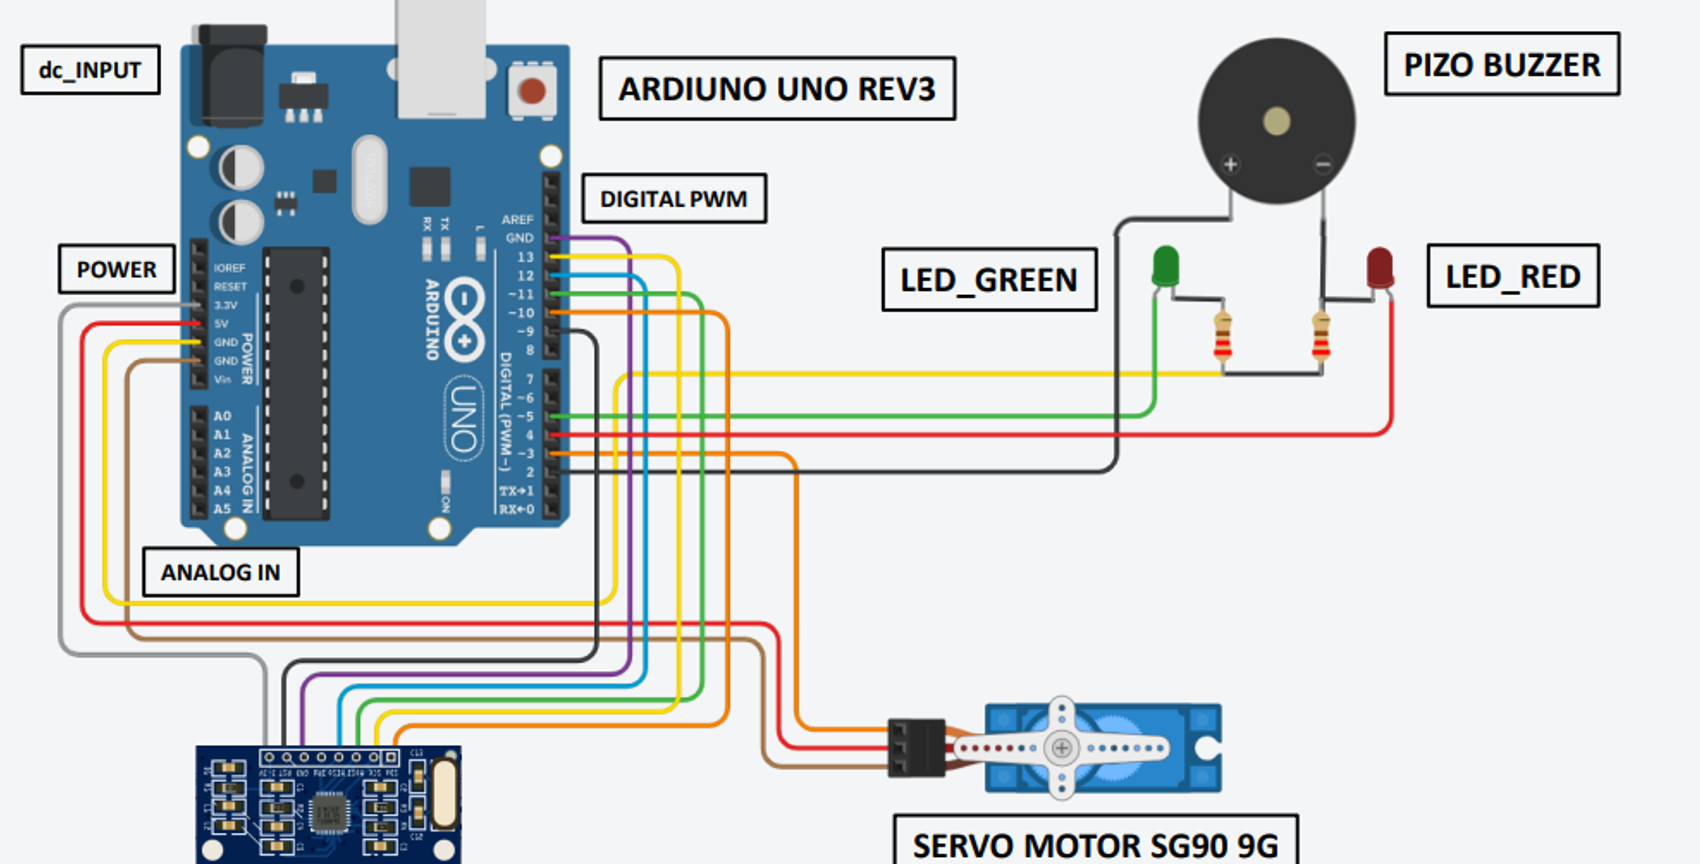 dc_INPUT
ARDIUNO UNO REV3
PIZO BUZZER
DIGITAL PWM
POWER
LED_GREEN
LED_RED
ANALOG IN
SERVO MOTOR SG90 9G
RX
TX
L
AREF
GND
13
12
~11
~10
~9
8
7
~6
~5
4
~3
2
TX→1
RX←0
DIGITAL (PWM~)
IOREF
RESET
3.3V
5V
GND
GND
Vin
POWER
A0
A1
A2
A3
A4
A5
ANALOG IN
ARDUINO
UNO
ON
+
−